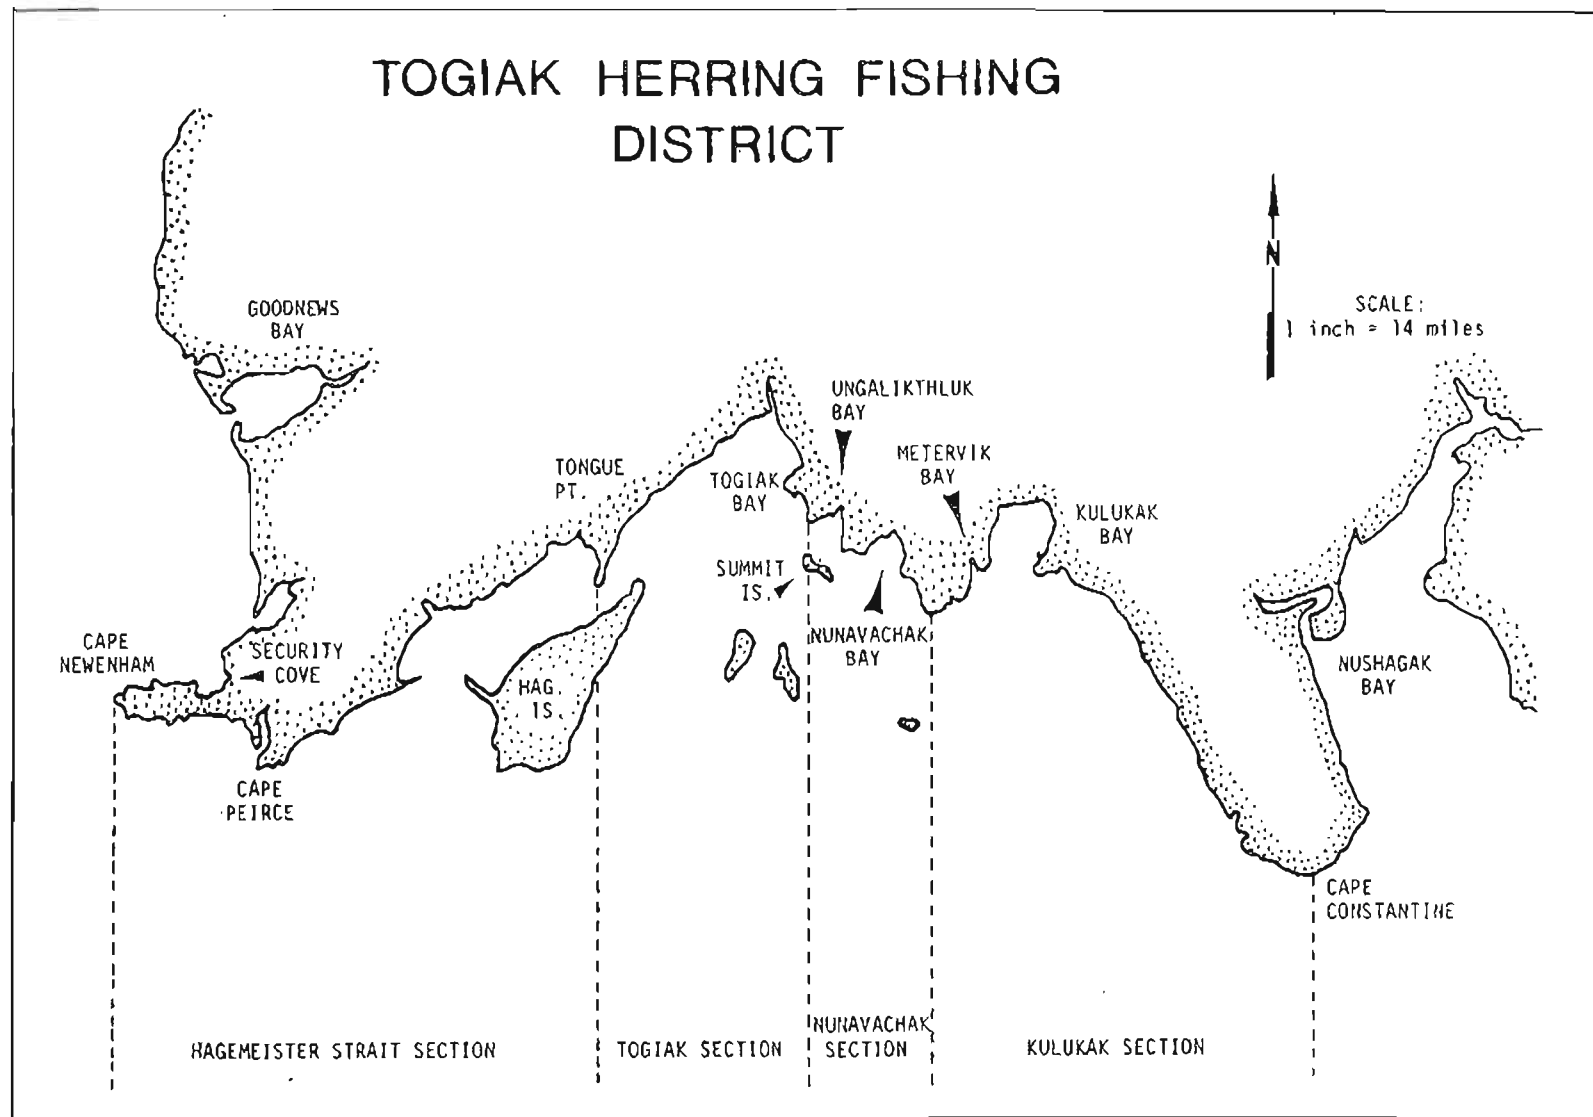 TOGIAK HERRING FISHING
DISTRICT
N
SCALE:
1 inch = 14 miles
GOODNEWS
BAY
UNGALIKTHLUK
BAY
METERVIK
BAY
TONGUE
PT.
TOGIAK
BAY
KULUKAK
BAY
SUMMIT
IS.
CAPE
NEWENHAM
SECURITY
COVE
NUNAVACHAK
BAY
NUSHAGAK
BAY
HAG.
IS.
CAPE
PEIRCE
CAPE
CONSTANTINE
HAGEMEISTER STRAIT SECTION
TOGIAK SECTION
NUNAVACHAK
SECTION
KULUKAK SECTION